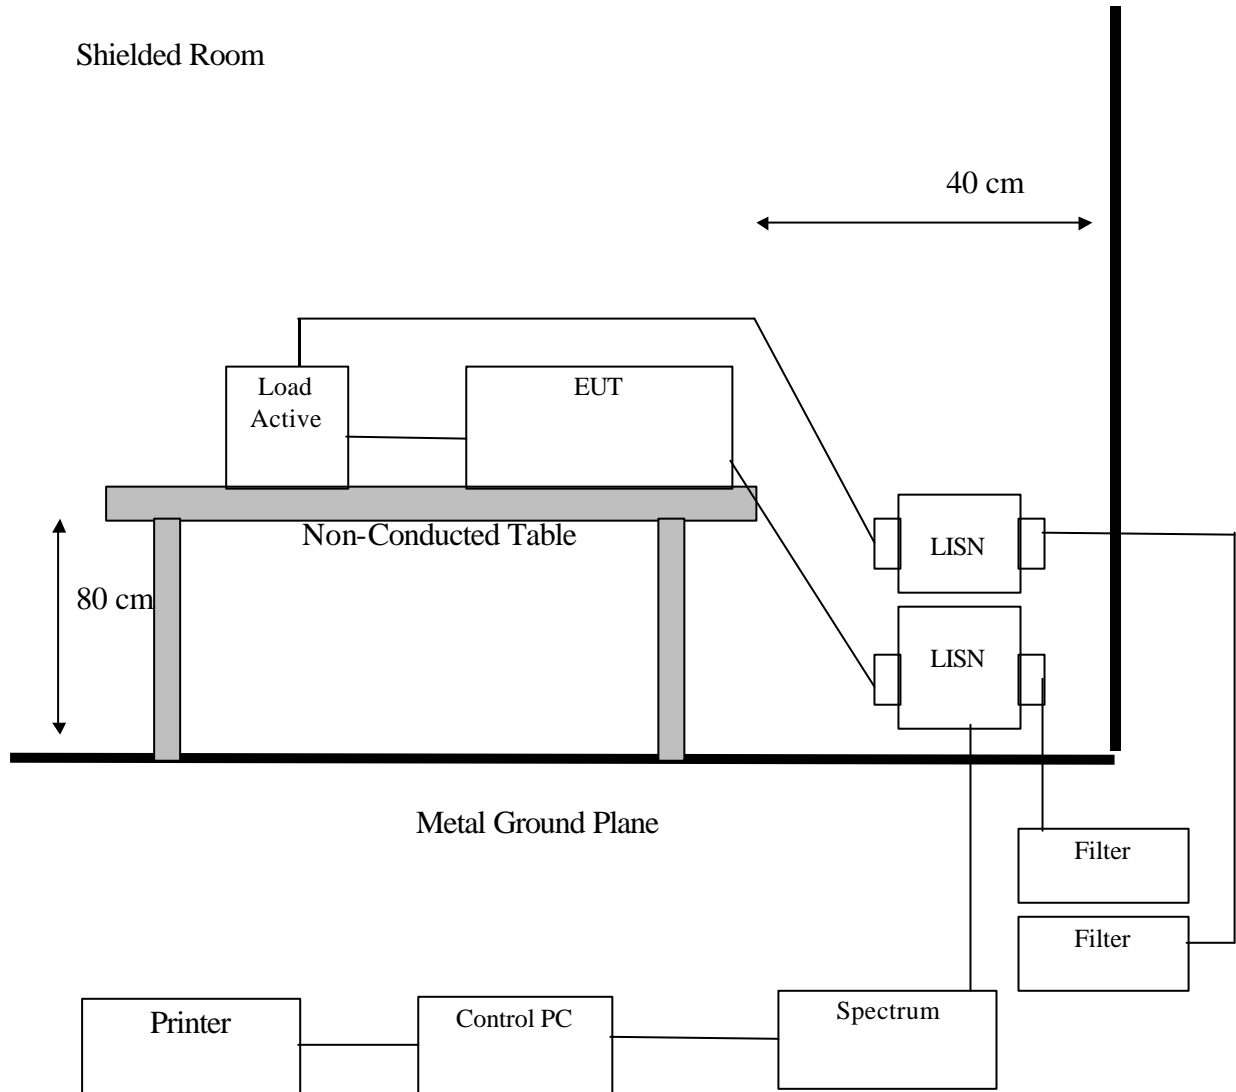 Shielded Room
40 cm
Load
Active
EUT
Non-Conducted Table
LISN
80 cm
LISN
Metal Ground Plane
Filter
Filter
Printer
Control PC
Spectrum